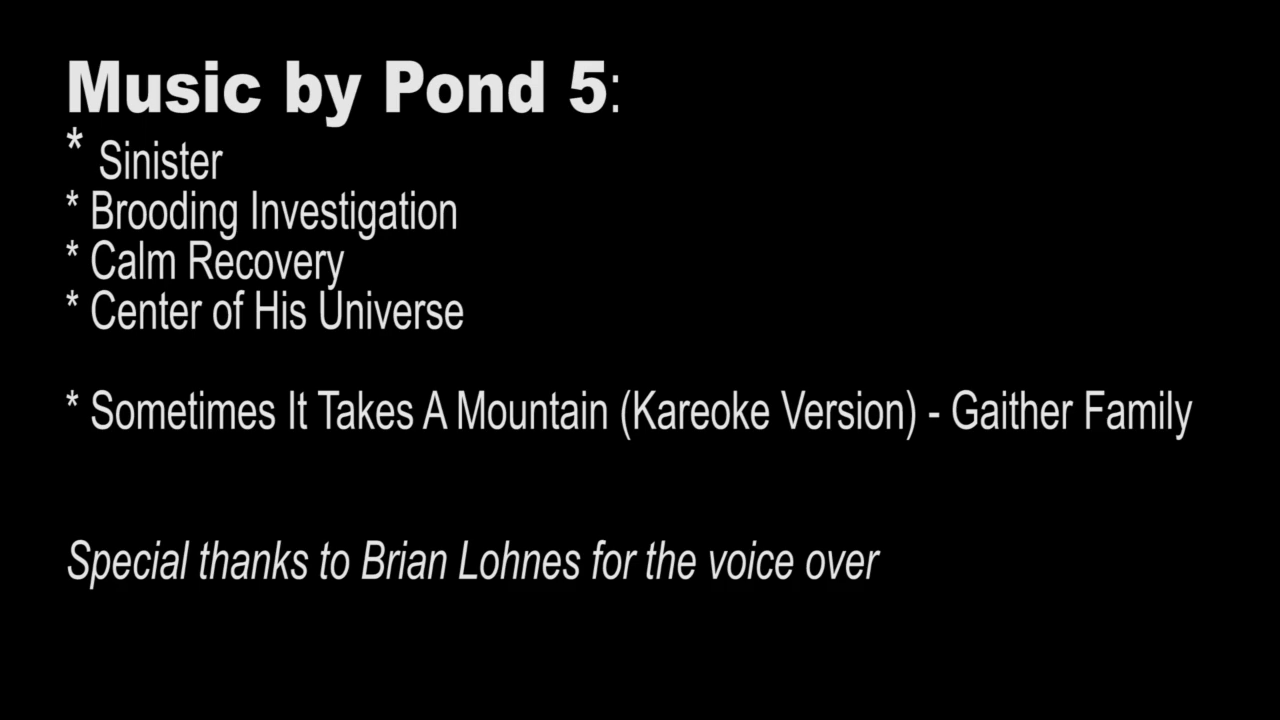 Music by Pond 5:
* Sinister
* Brooding Investigation
* Calm Recovery
* Center of His Universe
* Sometimes It Takes A Mountain (Kareoke Version) - Gaither Family
Special thanks to Brian Lohnes for the voice over